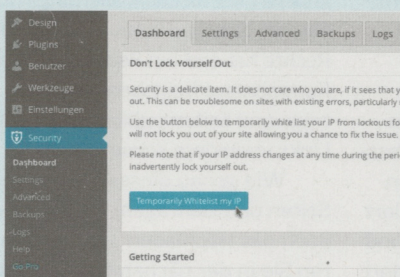 Design
Plugins
Benutzer
Werkzeuge
Einstellungen
Security
Dashboard
Settings
Advanced
Backups
Logs
Help
Go Pro
Dashboard Settings Advanced Backups Logs
Don't Lock Yourself Out
Security is a delicate item. It does not care who you are, if it sees that y
out. This can be troublesome on sites with existing errors, particularly
Use the button below to temporarily white list your IP from lockouts fo
will not lock you out of your site allowing you a chance to fix the issue.
Please note that if your IP address changes at any time during the peri
inadvertently lock yourself out.
Temporarily Whitelist my IP
Getting Started